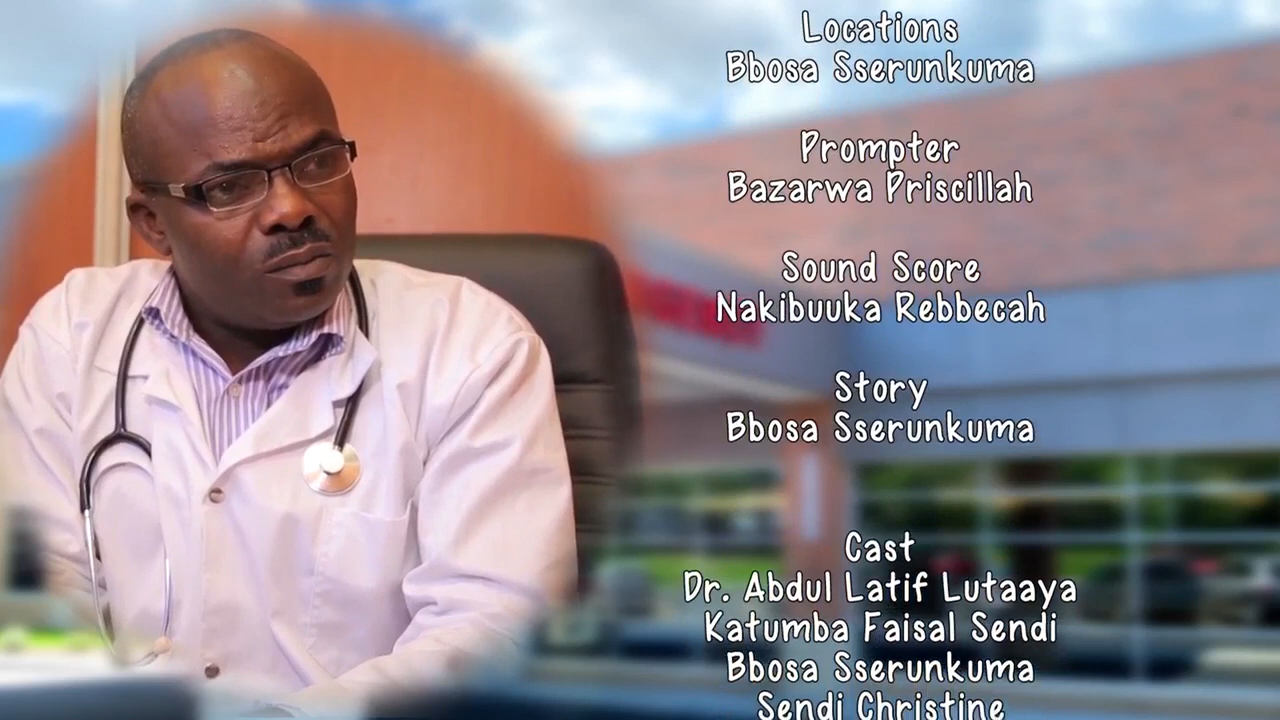 Locations
Bbosa Sserunkuma
Prompter
Bazarwa Priscillah
Sound Score
Nakibuuka Rebbecah
Story
Bbosa Sserunkuma
Cast
Dr. Abdul Latif Lutaaya
Katumba Faisal Sendi
Bbosa Sserunkuma
Sendi Christine